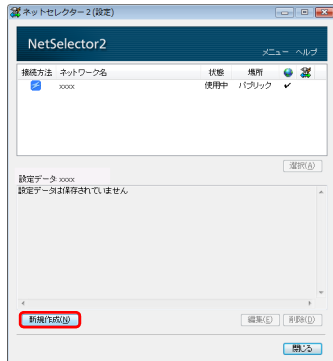 ネットセレクター2(設定)
NetSelector2
メニュー ヘルプ
接続方法 ネットワーク名 状態 場所
xxxx 使用中 パブリック
選択(A)
設定データ:xxxx
設定データは保存されていません
新規作成(N) 編集(E) 削除(D)
閉じる